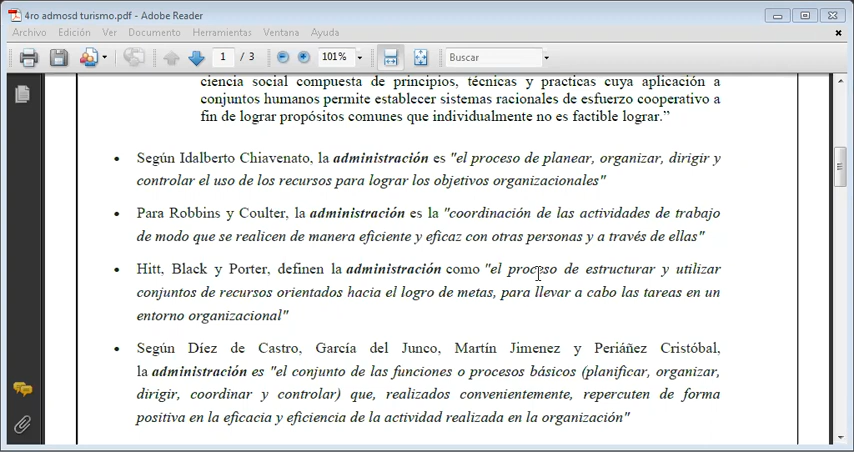 4ro admosd turismo.pdf - Adobe Reader
Archivo Edición Ver Documento Herramientas Ventana Ayuda
1 / 3 101% Buscar
ciencia social compuesta de principios, técnicas y practicas cuya aplicación a
conjuntos humanos permite establecer sistemas racionales de esfuerzo cooperativo a
fin de lograr propósitos comunes que individualmente no es factible lograr.”
• Según Idalberto Chiavenato, la administración es "el proceso de planear, organizar, dirigir y
controlar el uso de los recursos para lograr los objetivos organizacionales"
• Para Robbins y Coulter, la administración es la "coordinación de las actividades de trabajo
de modo que se realicen de manera eficiente y eficaz con otras personas y a través de ellas"
• Hitt, Black y Porter, definen la administración como "el proceso de estructurar y utilizar
conjuntos de recursos orientados hacia el logro de metas, para llevar a cabo las tareas en un
entorno organizacional"
• Según Díez de Castro, García del Junco, Martín Jimenez y Periáñez Cristóbal,
la administración es "el conjunto de las funciones o procesos básicos (planificar, organizar,
dirigir, coordinar y controlar) que, realizados convenientemente, repercuten de forma
positiva en la eficacia y eficiencia de la actividad realizada en la organización"